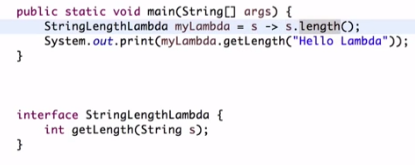 public static void main(String[] args) {
    StringLengthLambda myLambda = s -> s.length();
    System.out.print(myLambda.getLength("Hello Lambda"));
}
interface StringLengthLambda {
    int getLength(String s);
}